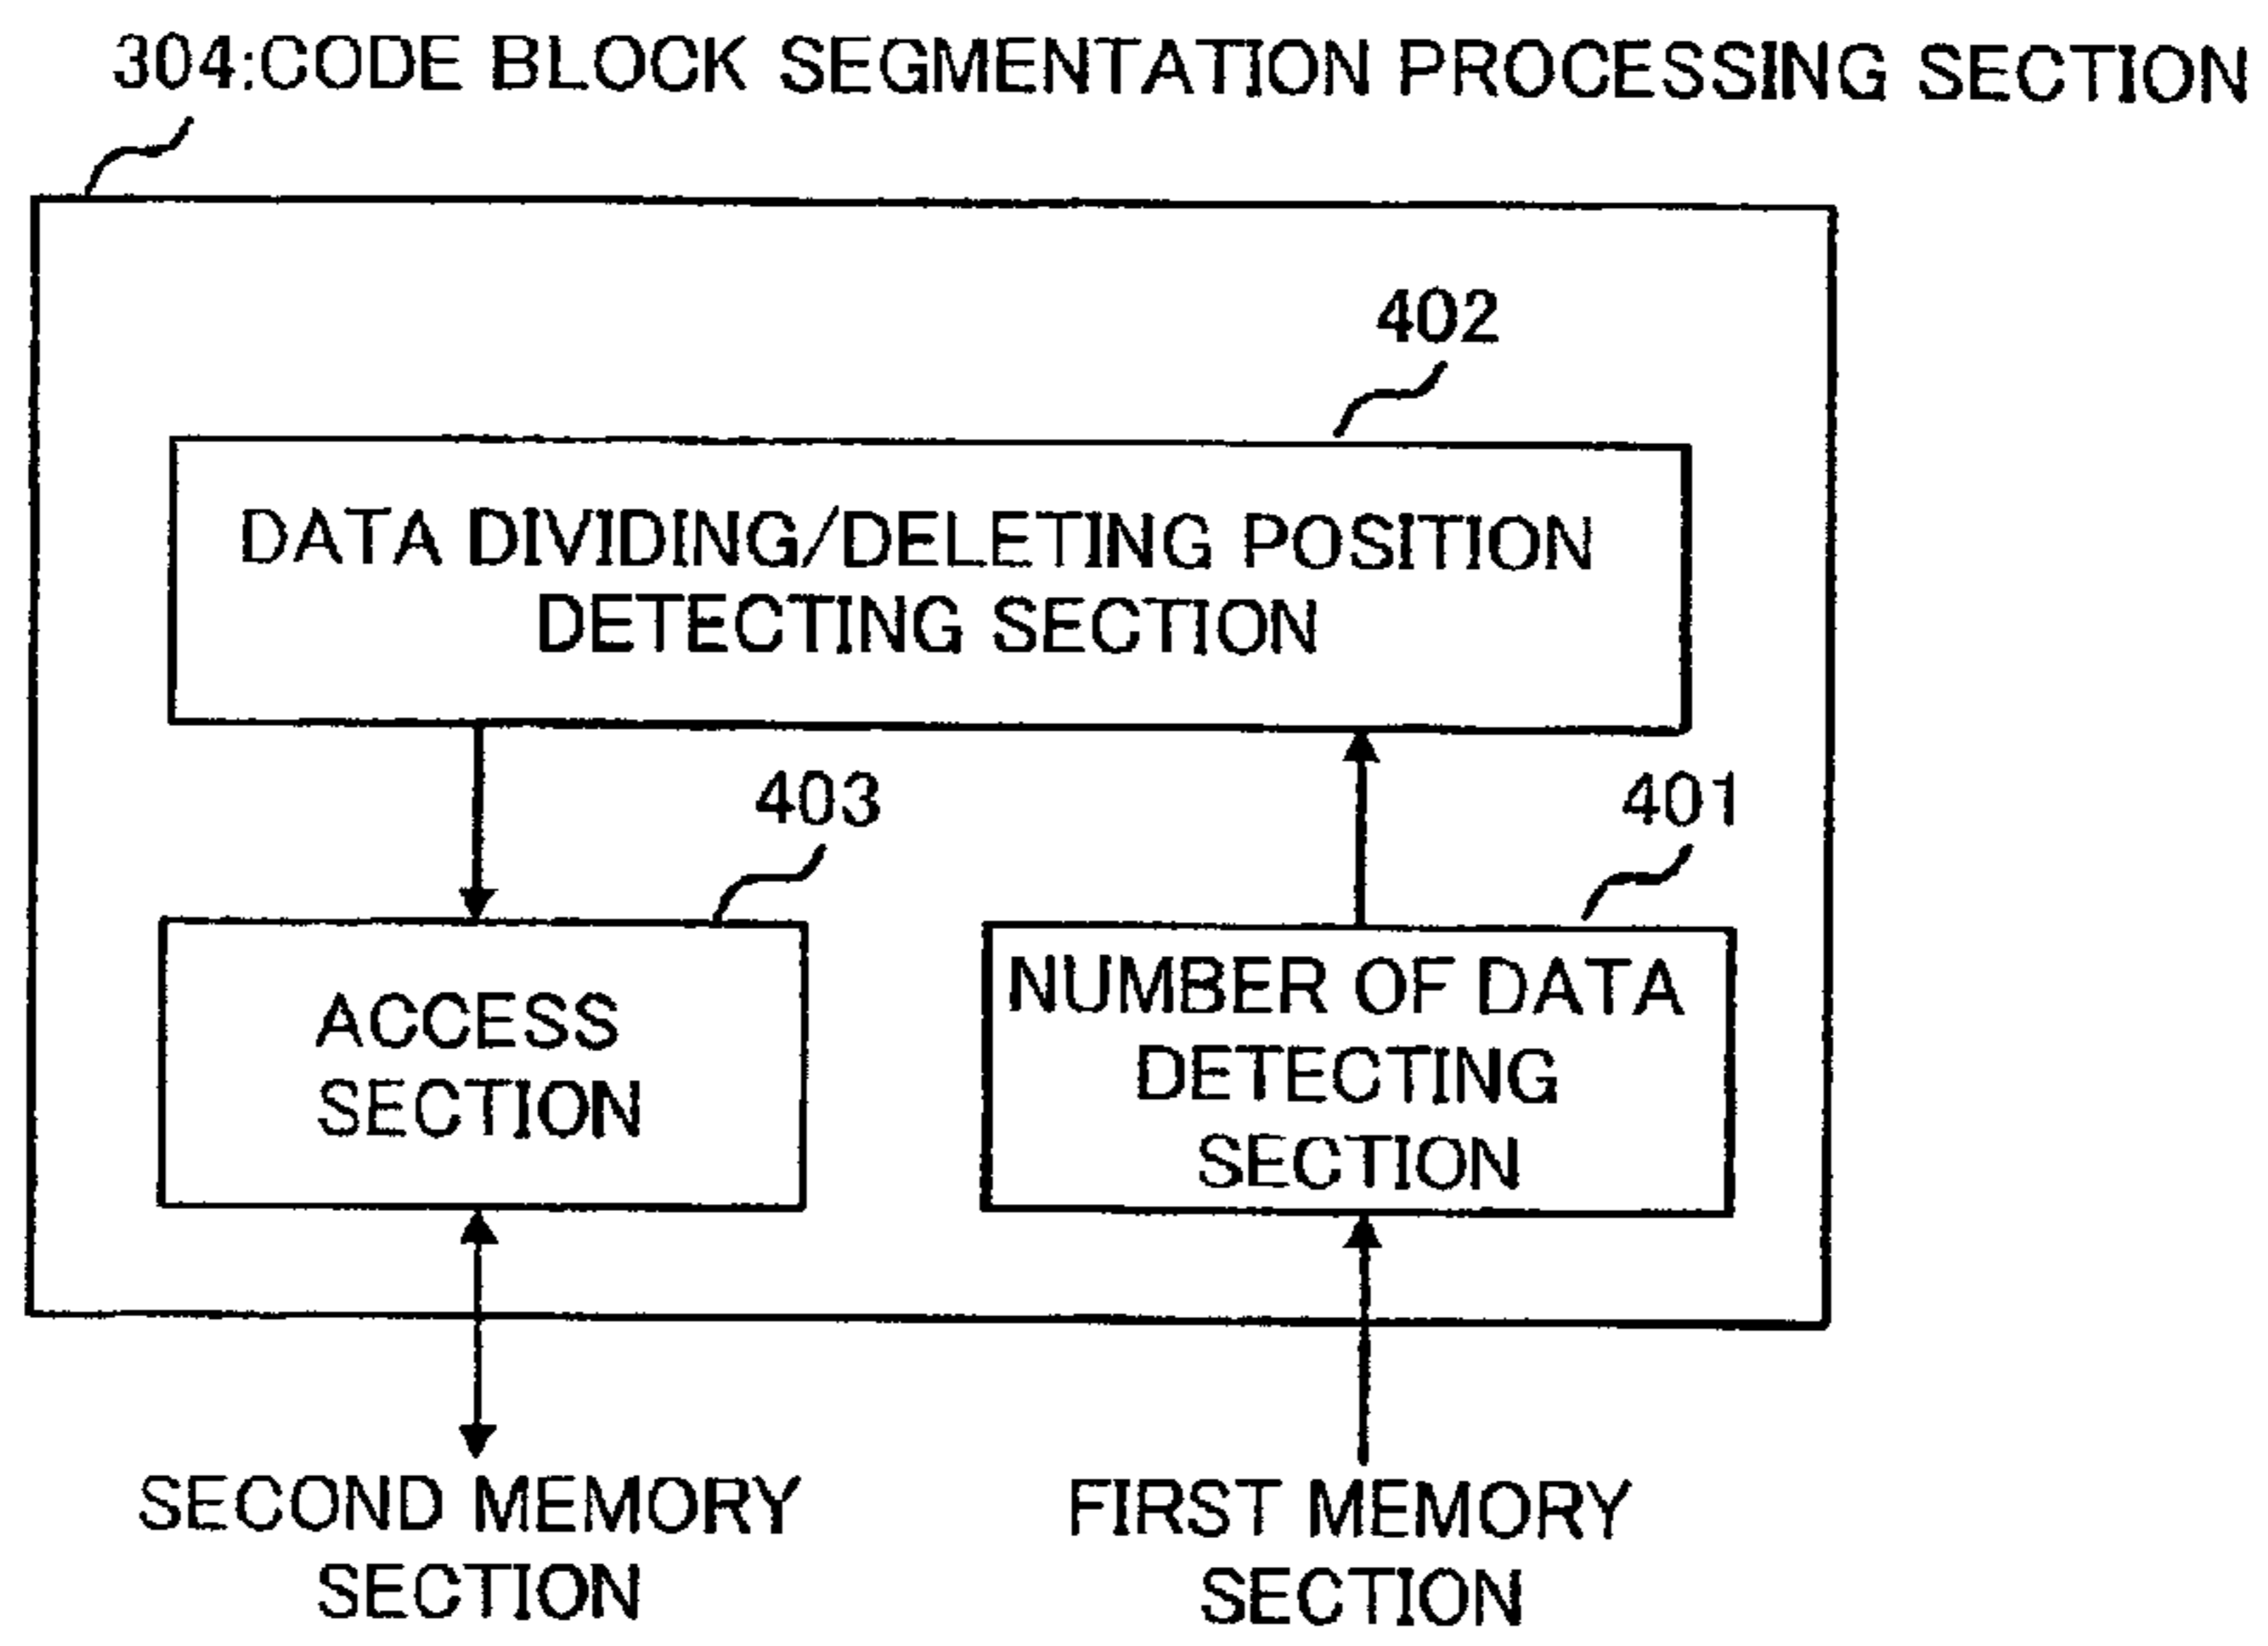 304:CODE BLOCK SEGMENTATION PROCESSING SECTION
402
DATA DIVIDING/DELETING POSITION
DETECTING SECTION
403
401
ACCESS
SECTION
NUMBER OF DATA
DETECTING
SECTION
SECOND MEMORY
SECTION
FIRST MEMORY
SECTION